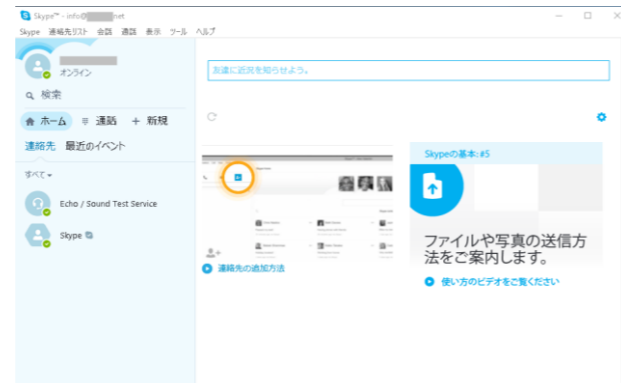 Skype™ - info@ net
Skype 連絡先リスト 会話 通話 表示 ツール ヘルプ
オンライン
友達に近況を知らせよう。
検索
ホーム 通話 + 新規
連絡先 最近のイベント
すべて
Echo / Sound Test Service
Skype
Skypeの基本: #5
ファイルや写真の送信方
法をご案内します。
連絡先の追加方法
使い方のビデオをご覧ください